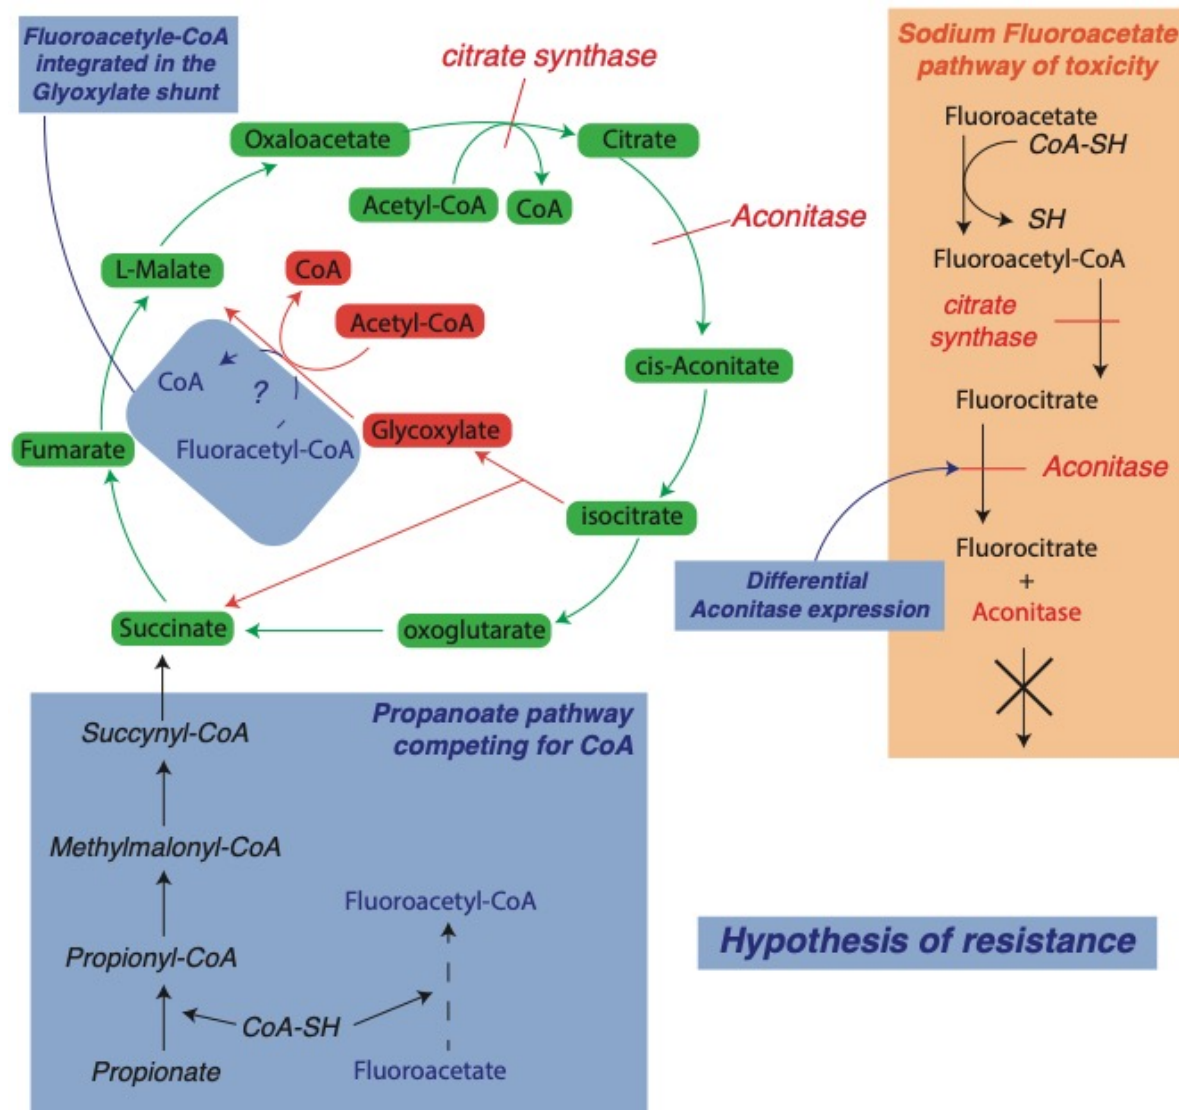 Fluoroacetyle-CoA
integrated in the
Glyoxylate shunt
citrate synthase
Oxaloacetate
Citrate
Acetyl-CoA
CoA
Aconitase
L-Malate
CoA
Acetyl-CoA
cis-Aconitate
CoA
?
Fluoracetyl-CoA
Glycoxylate
Fumarate
isocitrate
Succinate
oxoglutarate
Propanoate pathway
competing for CoA
Succynyl-CoA
Methylmalonyl-CoA
Propionyl-CoA
Propionate
CoA-SH
Fluoroacetyl-CoA
Fluoroacetate
Sodium Fluoroacetate
pathway of toxicity
Fluoroacetate
CoA-SH
SH
Fluoroacetyl-CoA
citrate
synthase
Fluorocitrate
Aconitase
Differential
Aconitase expression
Fluorocitrate
+
Aconitase
Hypothesis of resistance